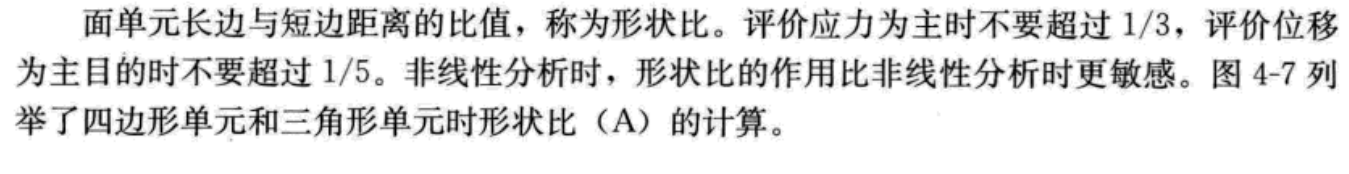 面单元长边与短边距离的比值，称为形状比。评价应力为主时不要超过 1/3，评价位移
为主目的时不要超过 1/5。非线性分析时，形状比的作用比非线性分析时更敏感。图 4-7 列
举了四边形单元和三角形单元时形状比（A）的计算。